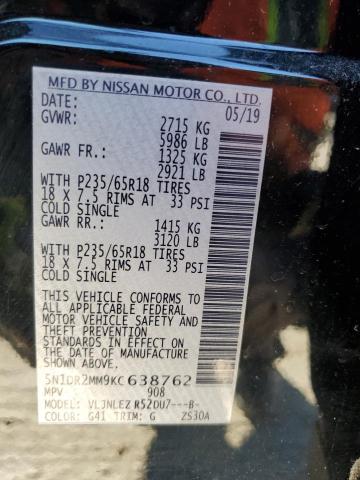 MFD BY NISSAN MOTOR CO., LTD.
DATE: 05/19
GVWR: 2715 KG
5986 LB
GAWR FR.: 1325 KG
2921 LB
WITH P235/65R18 TIRES
18 X 7.5 RIMS AT 33 PSI
COLD SINGLE
GAWR RR.: 1415 KG
3120 LB
WITH P235/65R18 TIRES
18 X 7.5 RIMS AT 33 PSI
COLD SINGLE
THIS VEHICLE CONFORMS TO
ALL APPLICABLE FEDERAL
MOTOR VEHICLE SAFETY AND
THEFT PREVENTION
STANDARDS IN EFFECT ON
THE DATE OF MANUFACTURE
SHOWN ABOVE.
5N1DR2MM9KC638762
MPV 908
MODEL: VLJNLEZ R52DU7---B-
COLOR: G41 TRIM: G ZS30A